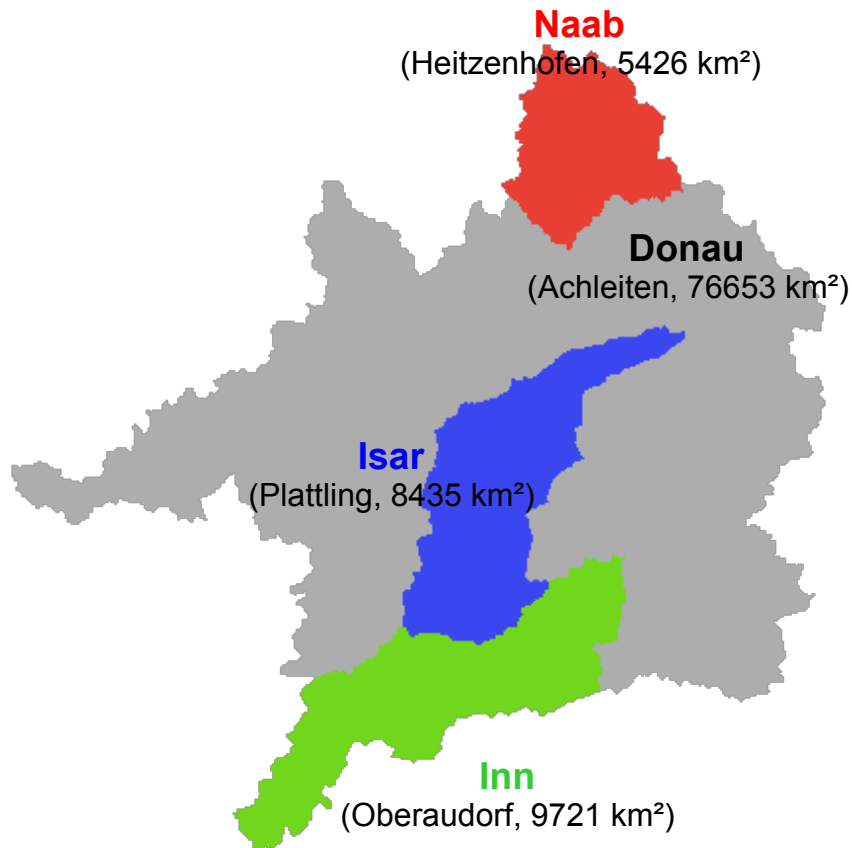 Naab
(Heitzenhofen, 5426 km²)
Donau
(Achleiten, 76653 km²)
Isar
(Plattling, 8435 km²)
Inn
(Oberaudorf, 9721 km²)